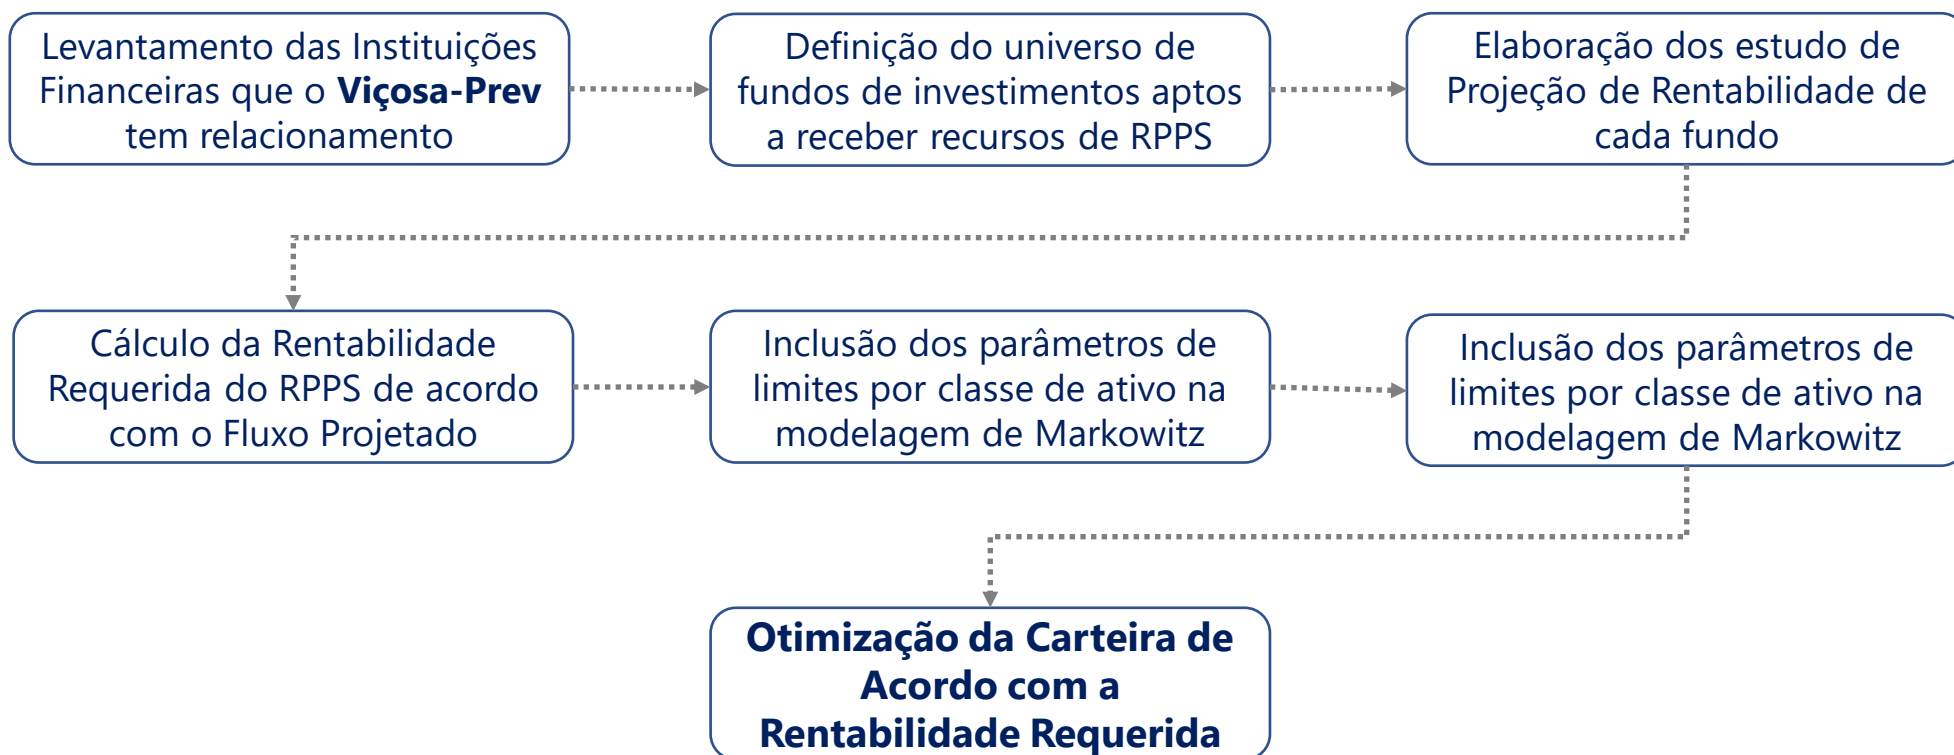 Levantamento das Instituições
Financeiras que o Viçosa-Prev
tem relacionamento
Definição do universo de
fundos de investimentos aptos
a receber recursos de RPPS
Elaboração dos estudo de
Projeção de Rentabilidade de
cada fundo
Cálculo da Rentabilidade
Requerida do RPPS de acordo
com o Fluxo Projetado
Inclusão dos parâmetros de
limites por classe de ativo na
modelagem de Markowitz
Inclusão dos parâmetros de
limites por classe de ativo na
modelagem de Markowitz
Otimização da Carteira de
Acordo com a
Rentabilidade Requerida